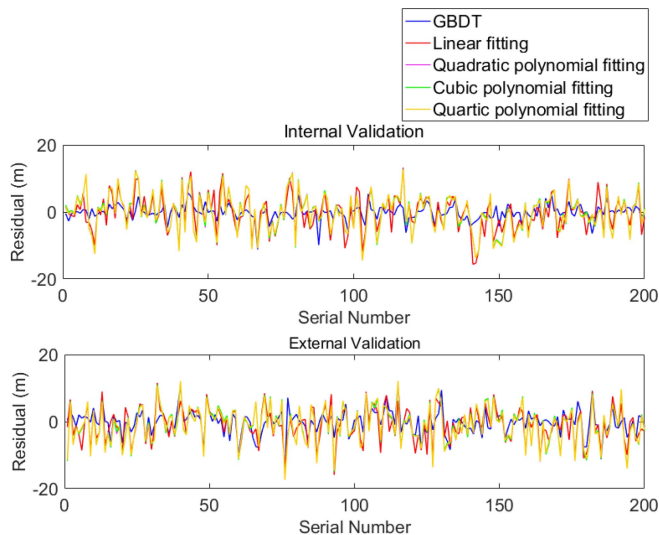 GBDT
Linear fitting
Quadratic polynomial fitting
Cubic polynomial fitting
Quartic polynomial fitting
Internal Validation
20
0
-20
Residual (m)
0 50 100 150 200
Serial Number
External Validation
20
0
-20
Residual (m)
0 50 100 150 200
Serial Number